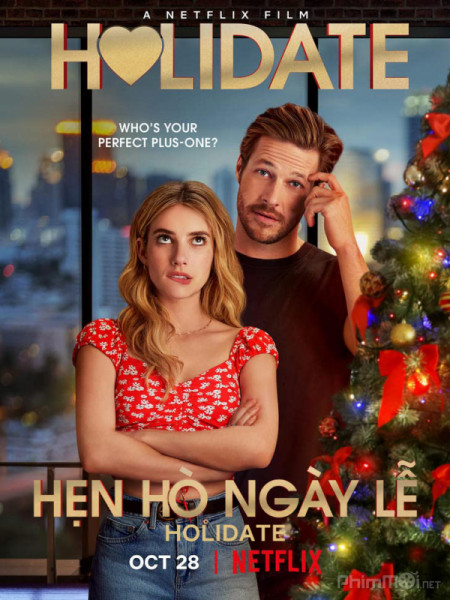 A NETFLIX FILM
HOLIDATE
WHO'S YOUR
PERFECT PLUS-ONE?
HẸN HÒ NGÀY LỄ
HOLIDATE
OCT 28 | NETFLIX
PhimMoi.NET